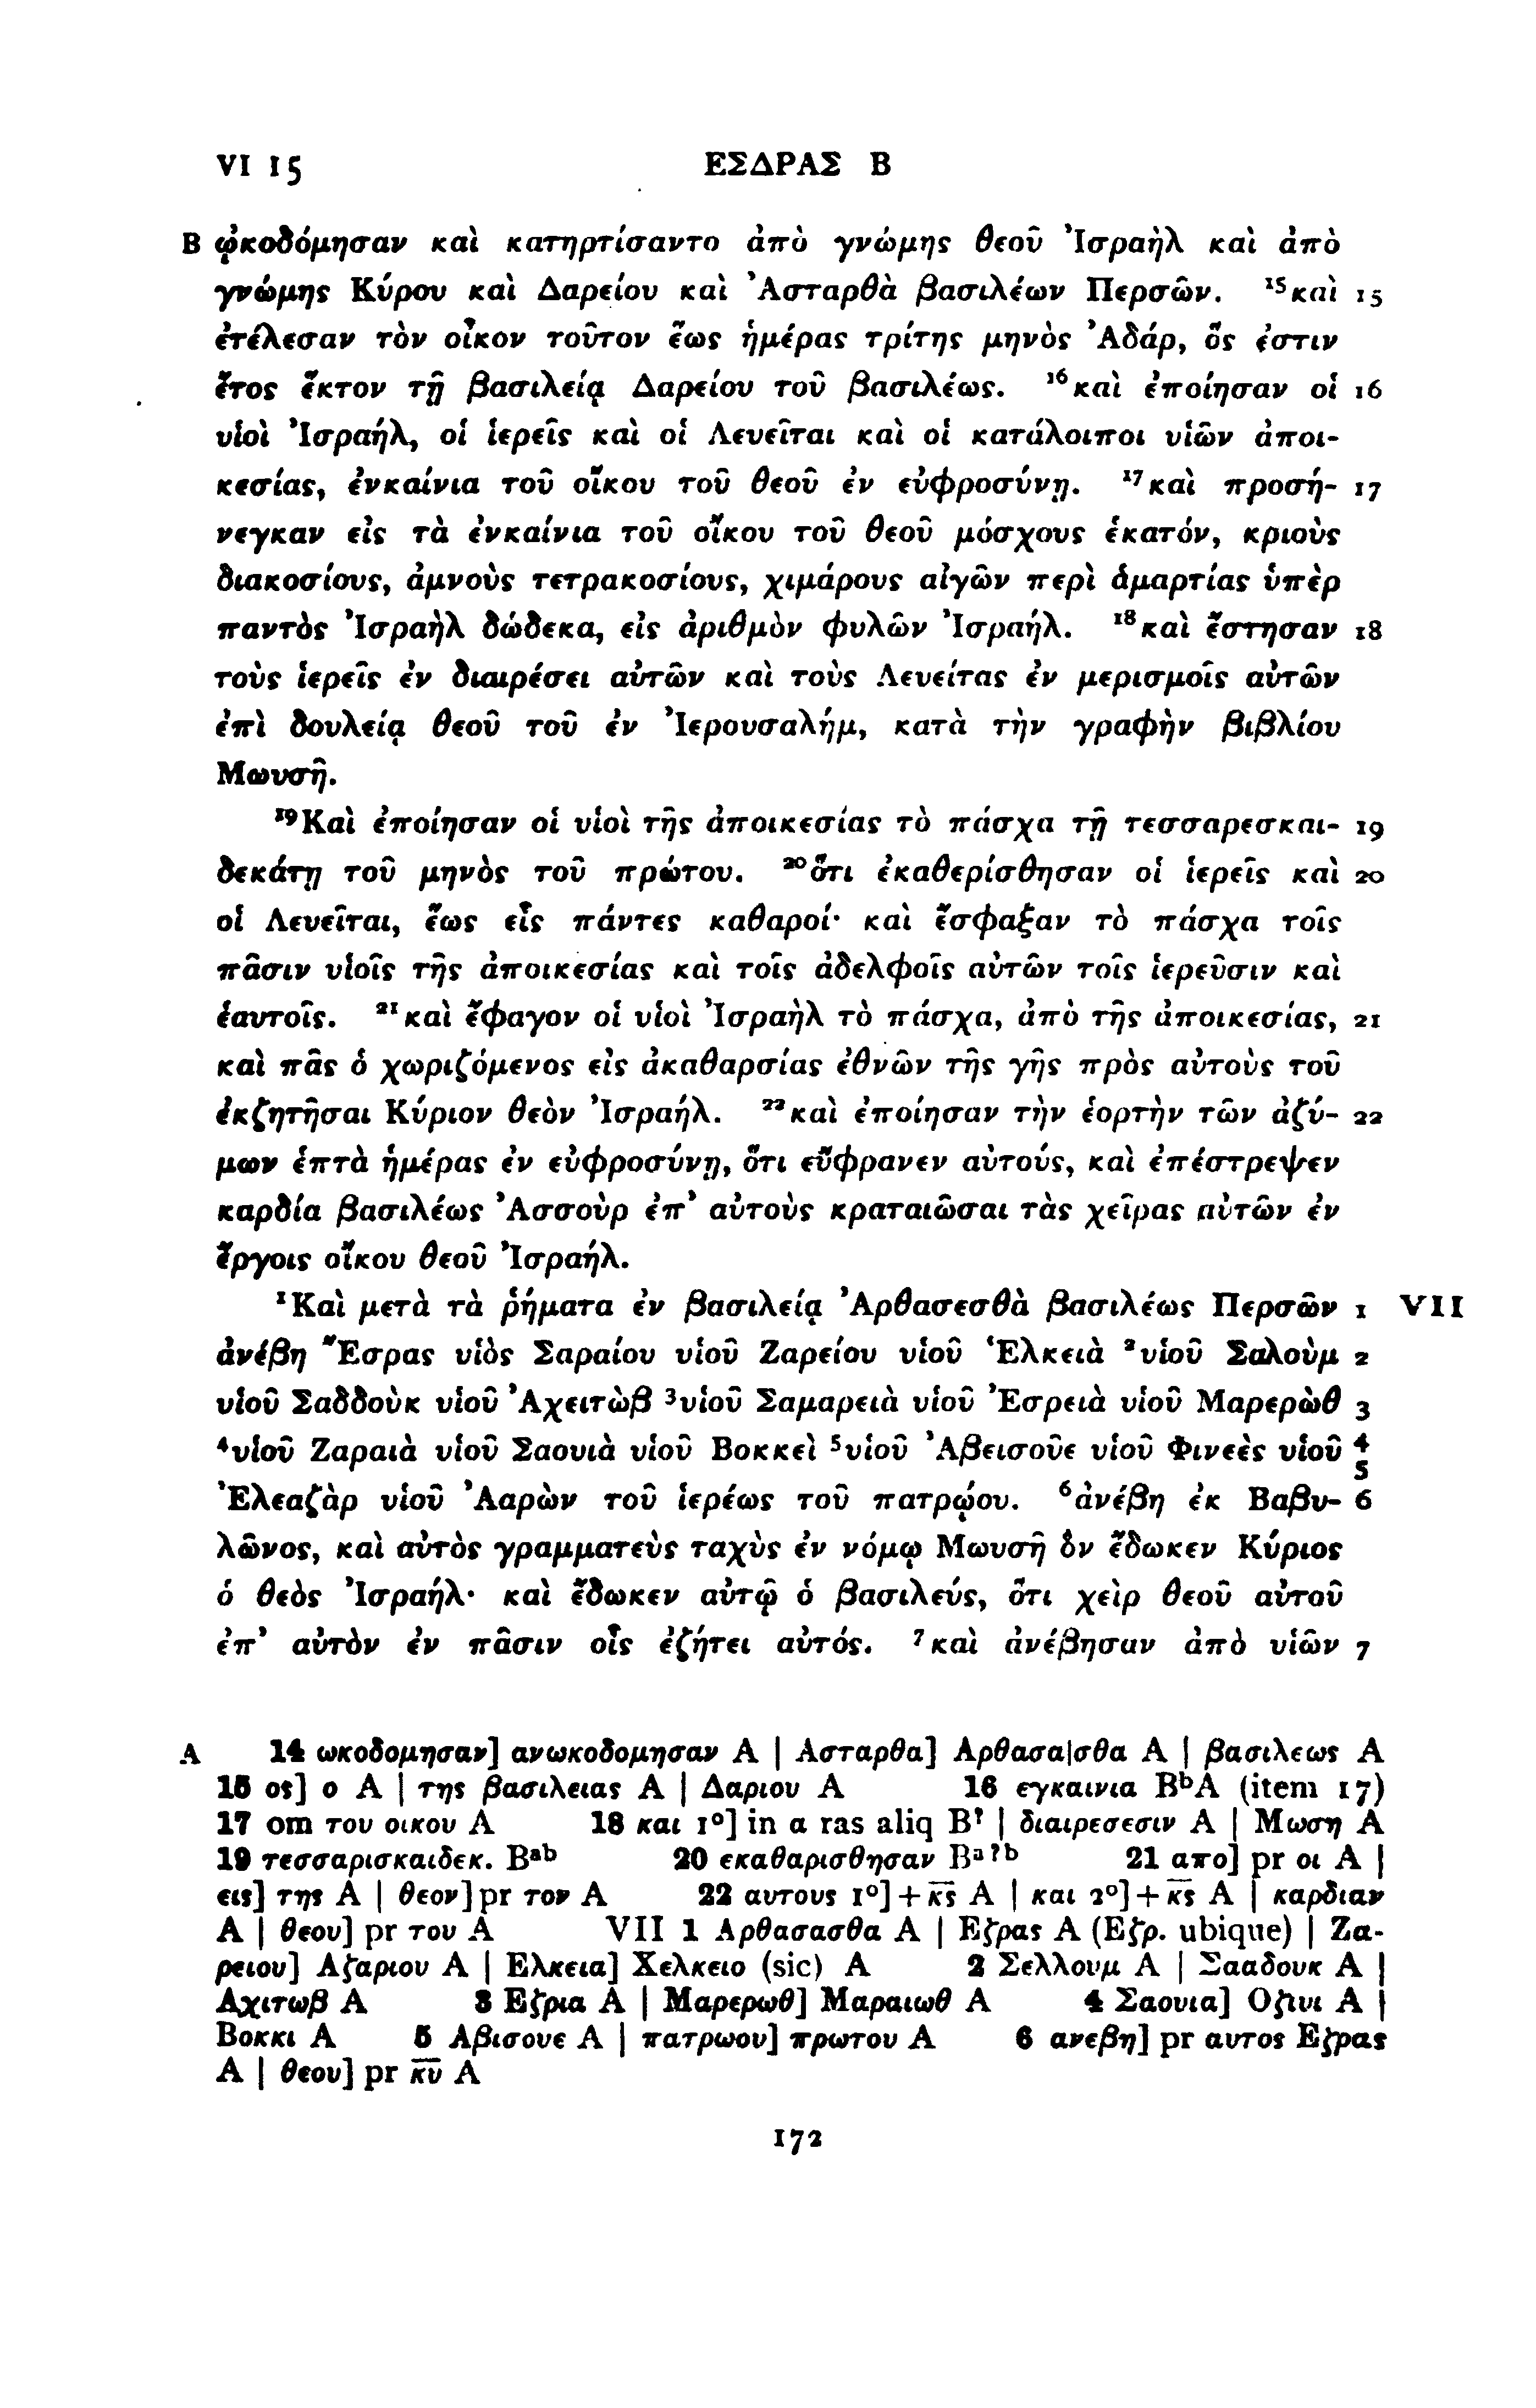 VI 15 ΕΣΔΡΑΣ Β
B ᾠκοδόμησαν καὶ κατηρτίσαντο ἀπὸ γνώμης θεοῦ Ἰσραὴλ καὶ ἀπὸ
γνώμης Κύρου καὶ Δαρείου καὶ Ἀσταρθὰ βασιλέων Περσῶν. ¹⁵καὶ 15
ἐτέλεσαν τὸν οἶκον τοῦτον ἕως ἡμέρας τρίτης μηνὸς Ἀδάρ, ὅς ἐστιν
ἔτος ἕκτον τῇ βασιλείᾳ Δαρείου τοῦ βασιλέως. ¹⁶καὶ ἐποίησαν οἱ 16
υἱοὶ Ἰσραήλ, οἱ ἱερεῖς καὶ οἱ Λευεῖται καὶ οἱ κατάλοιποι υἱῶν ἀποι-
κεσίας, ἐνκαίνια τοῦ οἴκου τοῦ θεοῦ ἐν εὐφροσύνῃ. ¹⁷καὶ προσή- 17
νεγκαν εἰς τὰ ἐνκαίνια τοῦ οἴκου τοῦ θεοῦ μόσχους ἑκατόν, κριοὺς
διακοσίους, ἀμνοὺς τετρακοσίους, χιμάρους αἰγῶν περὶ ἁμαρτίας ὑπὲρ
παντὸς Ἰσραὴλ δώδεκα, εἰς ἀριθμὸν φυλῶν Ἰσραήλ. ¹⁸καὶ ἔστησαν 18
τοὺς ἱερεῖς ἐν διαιρέσει αὐτῶν καὶ τοὺς Λευείτας ἐν μερισμοῖς αὐτῶν
ἐπὶ δουλείᾳ θεοῦ τοῦ ἐν Ἰερουσαλήμ, κατὰ τὴν γραφὴν βιβλίου
Μωυσῆ.
¹⁹Καὶ ἐποίησαν οἱ υἱοὶ τῆς ἀποικεσίας τὸ πάσχα τῇ τεσσαρεσκαι- 19
δεκάτῃ τοῦ μηνὸς τοῦ πρώτου. ²⁰ὅτι ἐκαθερίσθησαν οἱ ἱερεῖς καὶ 20
οἱ Λευεῖται, ἕως εἷς πάντες καθαροί· καὶ ἔσφαξαν τὸ πάσχα τοῖς
πᾶσιν υἱοῖς τῆς ἀποικεσίας καὶ τοῖς ἀδελφοῖς αὐτῶν τοῖς ἱερεῦσιν καὶ
ἑαυτοῖς. ²¹καὶ ἔφαγον οἱ υἱοὶ Ἰσραὴλ τὸ πάσχα, ἀπὸ τῆς ἀποικεσίας, 21
καὶ πᾶς ὁ χωριζόμενος εἰς ἀκαθαρσίας ἐθνῶν τῆς γῆς πρὸς αὐτοὺς τοῦ
ἐκζητῆσαι Κύριον θεὸν Ἰσραήλ. ²²καὶ ἐποίησαν τὴν ἑορτὴν τῶν ἀζύ- 22
μων ἑπτὰ ἡμέρας ἐν εὐφροσύνῃ, ὅτι εὔφρανεν αὐτούς, καὶ ἐπέστρεψεν
καρδία βασιλέως Ἀσσοὺρ ἐπ᾽ αὐτοὺς κραταιῶσαι τὰς χεῖρας αὐτῶν ἐν
ἔργοις οἴκου θεοῦ Ἰσραήλ.
¹Καὶ μετὰ τὰ ῥήματα ἐν βασιλείᾳ Ἀρθασεσθὰ βασιλέως Περσῶν 1 VII
ἀνέβη Ἔσρας υἱὸς Σαραίου υἱοῦ Ζαρείου υἱοῦ Ἑλκειὰ ²υἱοῦ Σαλοὺμ 2
υἱοῦ Σαδδοὺκ υἱοῦ Ἀχειτὼβ ³υἱοῦ Σαμαρειὰ υἱοῦ Ἐσρειὰ υἱοῦ Μαρερὼθ 3
⁴υἱοῦ Ζαραιὰ υἱοῦ Σαουιὰ υἱοῦ Βοκκεὶ ⁵υἱοῦ Ἀβεισοῦε υἱοῦ Φινεὲς υἱοῦ 4
5
Ἐλεαζὰρ υἱοῦ Ἀαρὼν τοῦ ἱερέως τοῦ πατρῴου. ⁶ἀνέβη ἐκ Βαβυ- 6
λῶνος, καὶ αὐτὸς γραμματεὺς ταχὺς ἐν νόμῳ Μωυσῆ ὃν ἔδωκεν Κύριος
ὁ θεὸς Ἰσραήλ· καὶ ἔδωκεν αὐτῷ ὁ βασιλεύς, ὅτι χεὶρ θεοῦ αὐτοῦ
ἐπ᾽ αὐτὸν ἐν πᾶσιν οἷς ἐζήτει αὐτός. ⁷καὶ ἀνέβησαν ἀπὸ υἱῶν 7
A 14 ωκοδομησαν] ανωκοδομησαν A | Ασταρθα] Αρθασα|σθα A | βασιλεως A
15 ος] ο A | της βασιλειας A | Δαριου A 16 εγκαινια BᵇA (item 17)
17 om του οικου A 18 και 1°] in α ras aliq B? | διαιρεσεσιν A | Μωση A
19 τεσσαρισκαιδεκ. Bᵃᵇ 20 εκαθαρισθησαν Bᵃ?ᵇ 21 απο] pr οι A |
εις] της A | θεον] pr τον A 22 αυτους 1°] + κ̅ς̅ A | και 2°] + κ̅ς̅ A | καρδιαν
A | θεου] pr του A VII 1 Αρθασασθα A | Εζρας A (Εζρ. ubique) | Ζα-
ρειου] Αζαριου A | Ελκεια] Χελκειο (sic) A 2 Σελλουμ A | Σααδουκ A |
Αχιτωβ A 3 Εζρια A | Μαρερωθ] Μαραιωθ A 4 Σαουια] Οζιυι A |
Βοκκι A 5 Αβισουε A | πατρωου] πρωτου A 6 ανεβη] pr αυτος Εζρας
A | θεου] pr κ̅υ̅ A
172